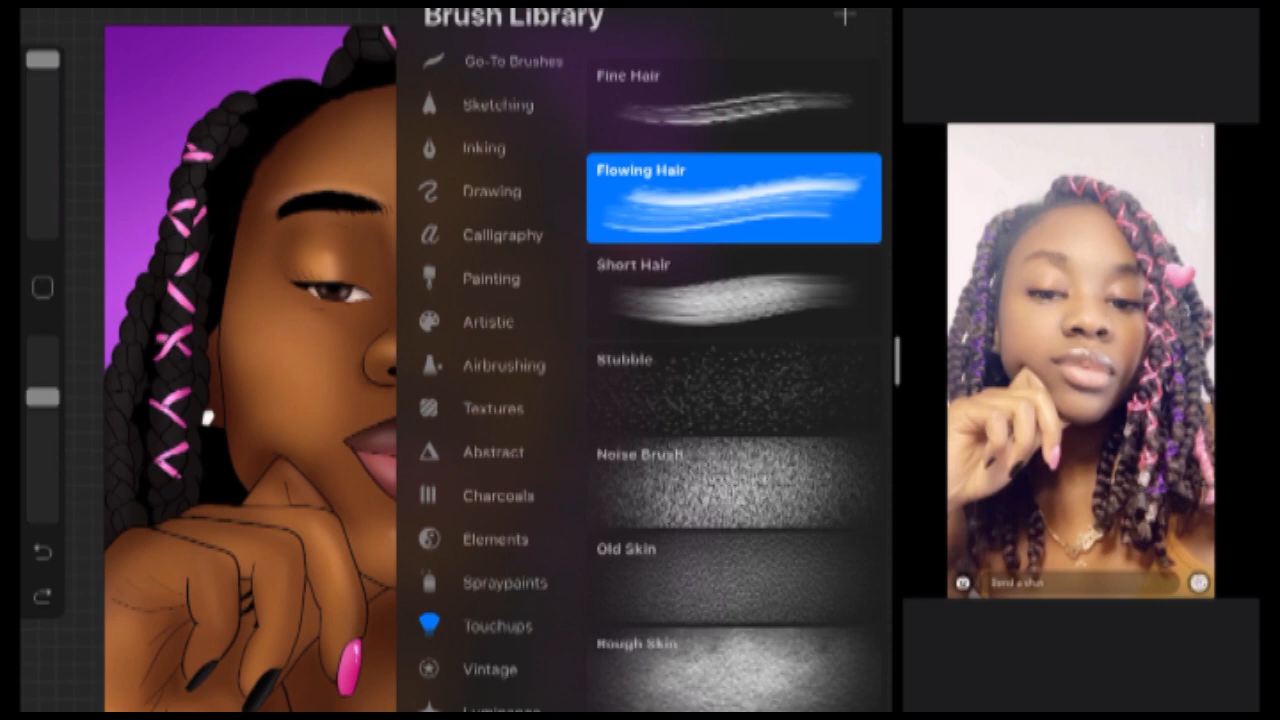 Brush Library
Go-To Brushes
Sketching
Inking
Drawing
Calligraphy
Painting
Artistic
Airbrushing
Textures
Abstract
Charcoals
Elements
Spraypaints
Touchups
Vintage
Luminance
Fine Hair
Flowing Hair
Short Hair
Stubble
Noise Brush
Old Skin
Rough Skin
Send a chat